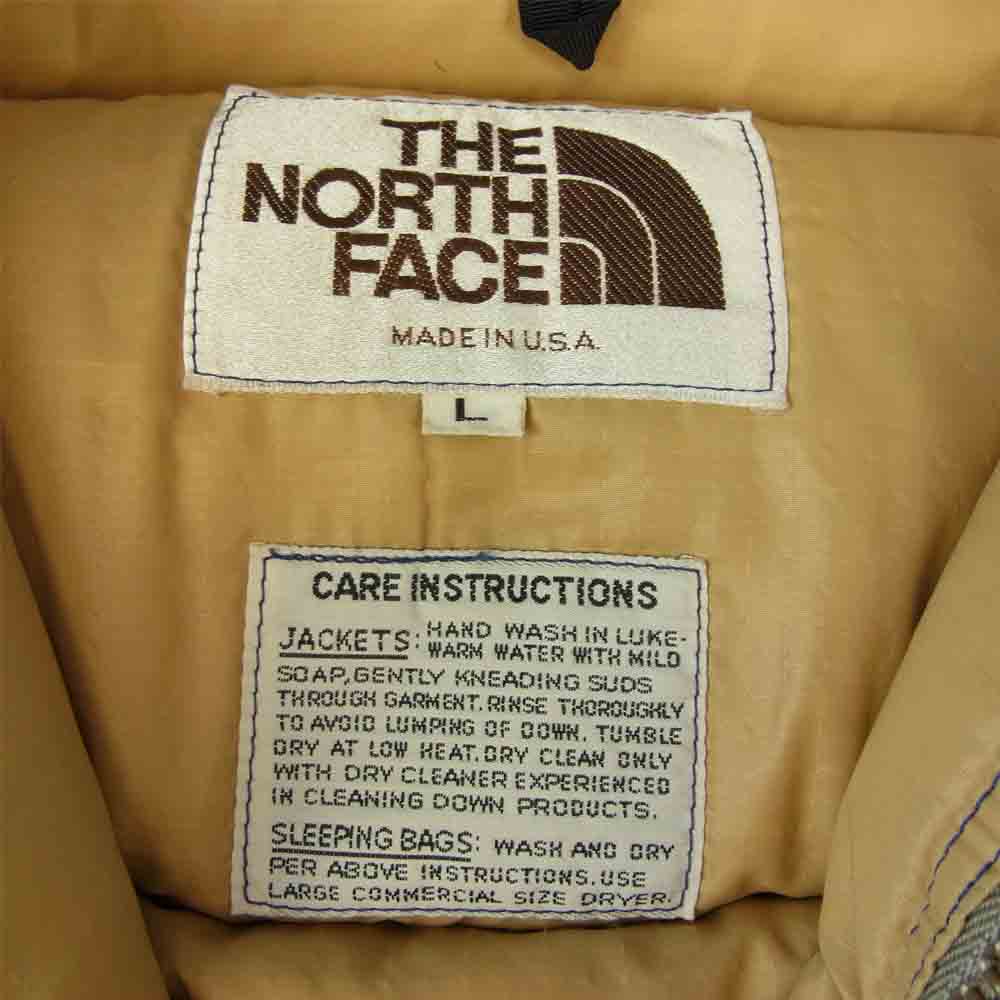 THE
NORTH
FACE
MADE IN U.S.A.
L
CARE INSTRUCTIONS
JACKETS: HAND WASH IN LUKE-
WARM WATER WITH MILD
SOAP, GENTLY KNEADING SUDS
THROUGH GARMENT. RINSE THOROUGHLY
TO AVOID LUMPING OF DOWN. TUMBLE
DRY AT LOW HEAT. DRY CLEAN ONLY
WITH DRY CLEANER EXPERIENCED
IN CLEANING DOWN PRODUCTS.
SLEEPING BAGS: WASH AND DRY
PER ABOVE INSTRUCTIONS. USE
LARGE COMMERCIAL SIZE DRYER.